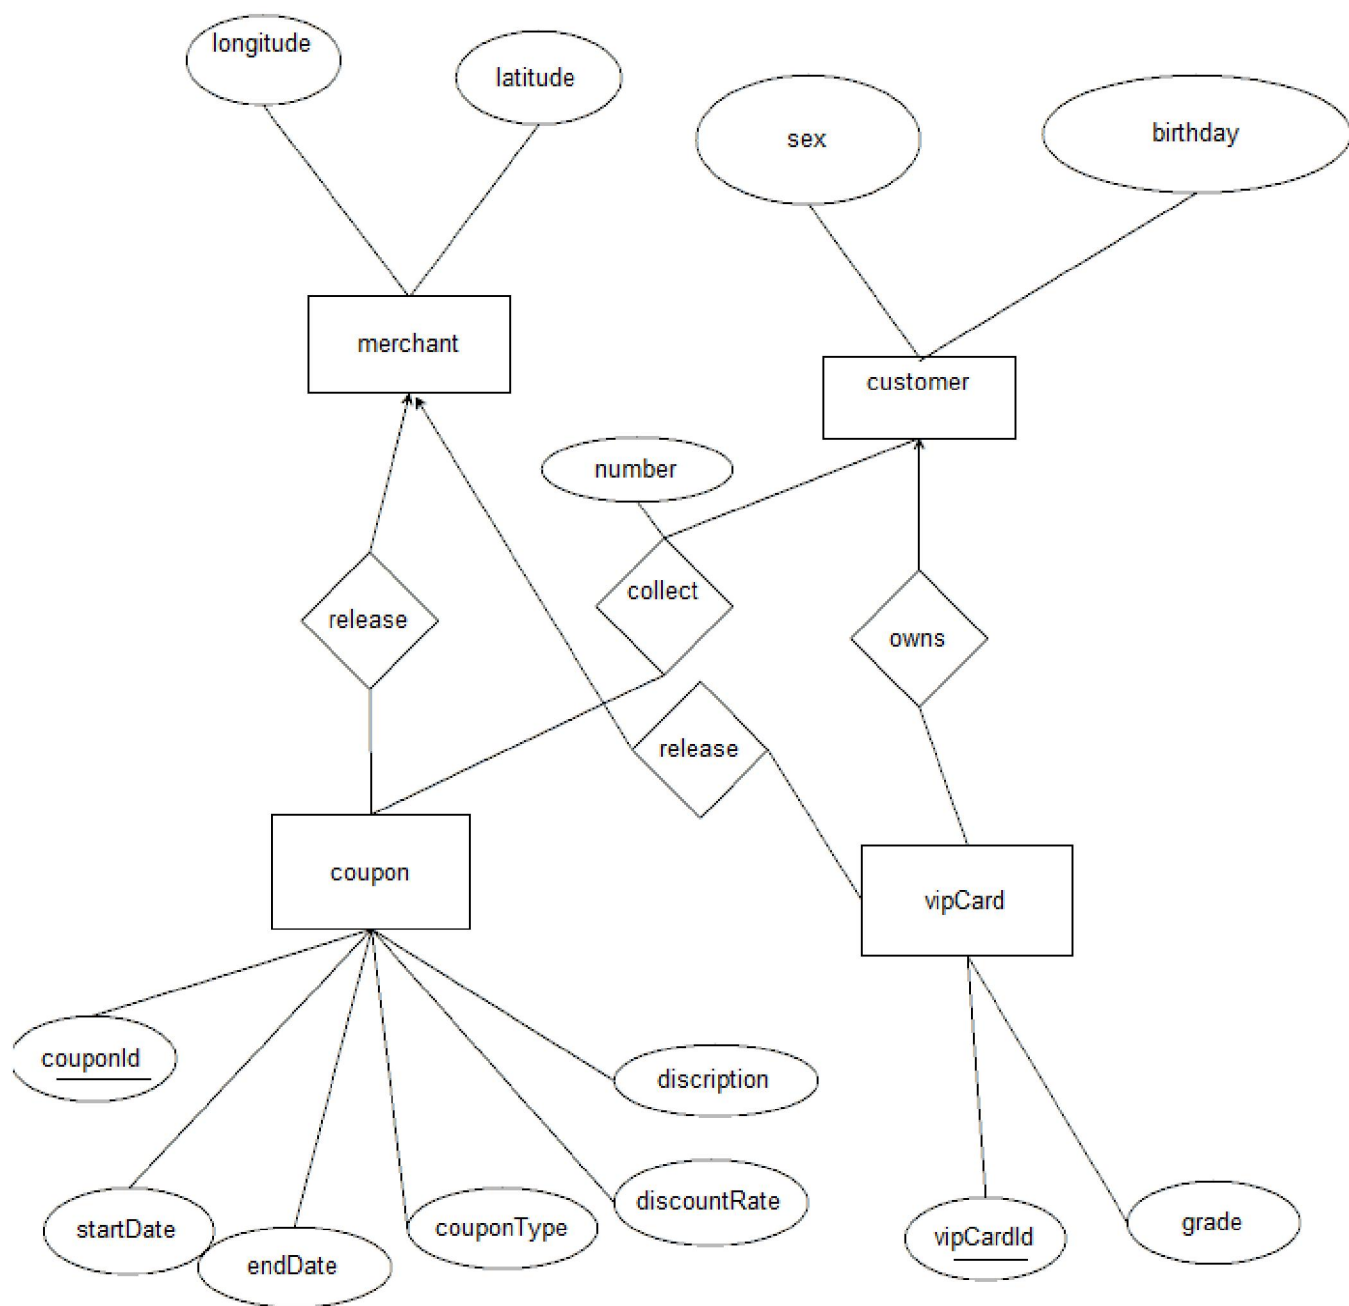 longitude
latitude
sex
birthday
merchant
customer
number
collect
release
owns
release
coupon
vipCard
couponId
discription
startDate
endDate
couponType
discountRate
vipCardId
grade